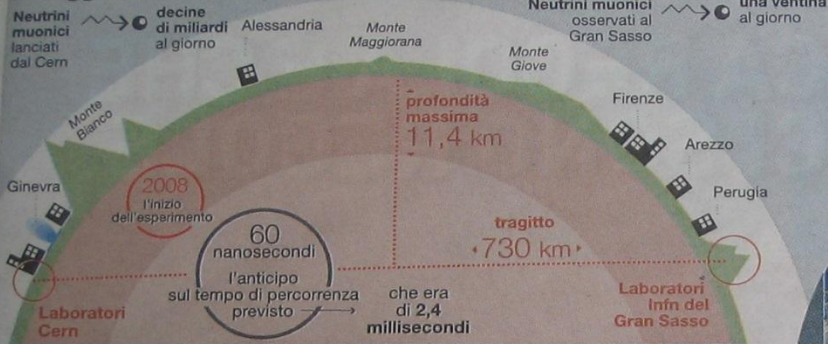 Neutrini
muonici
lanciati
dal Cern
decine
di miliardi
al giorno
Alessandria
Monte
Maggiorana
Neutrini muonici
osservati al
Gran Sasso
una ventina
al giorno
Monte
Giove
Monte
Bianco
Firenze
Arezzo
Perugia
Ginevra
profondità
massima
11,4 km
2008
l'inizio
dell'esperimento
60
nanosecondi
l'anticipo
sul tempo di percorrenza
previsto
che era
di 2,4
millisecondi
tragitto
730 km
Laboratori
Cern
Laboratori
Infn del
Gran Sasso